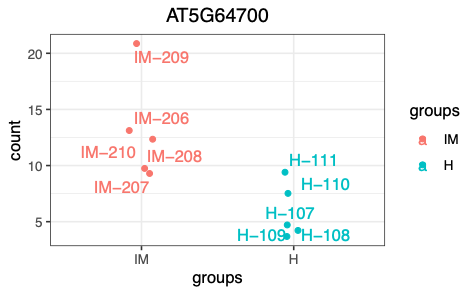 AT5G64700
20
15
10
5
count
IM−209
IM−206
IM−210
IM−208
IM−207
H−111
H−110
H−107
H−109
H−108
IM
H
groups
groups
a IM
a H